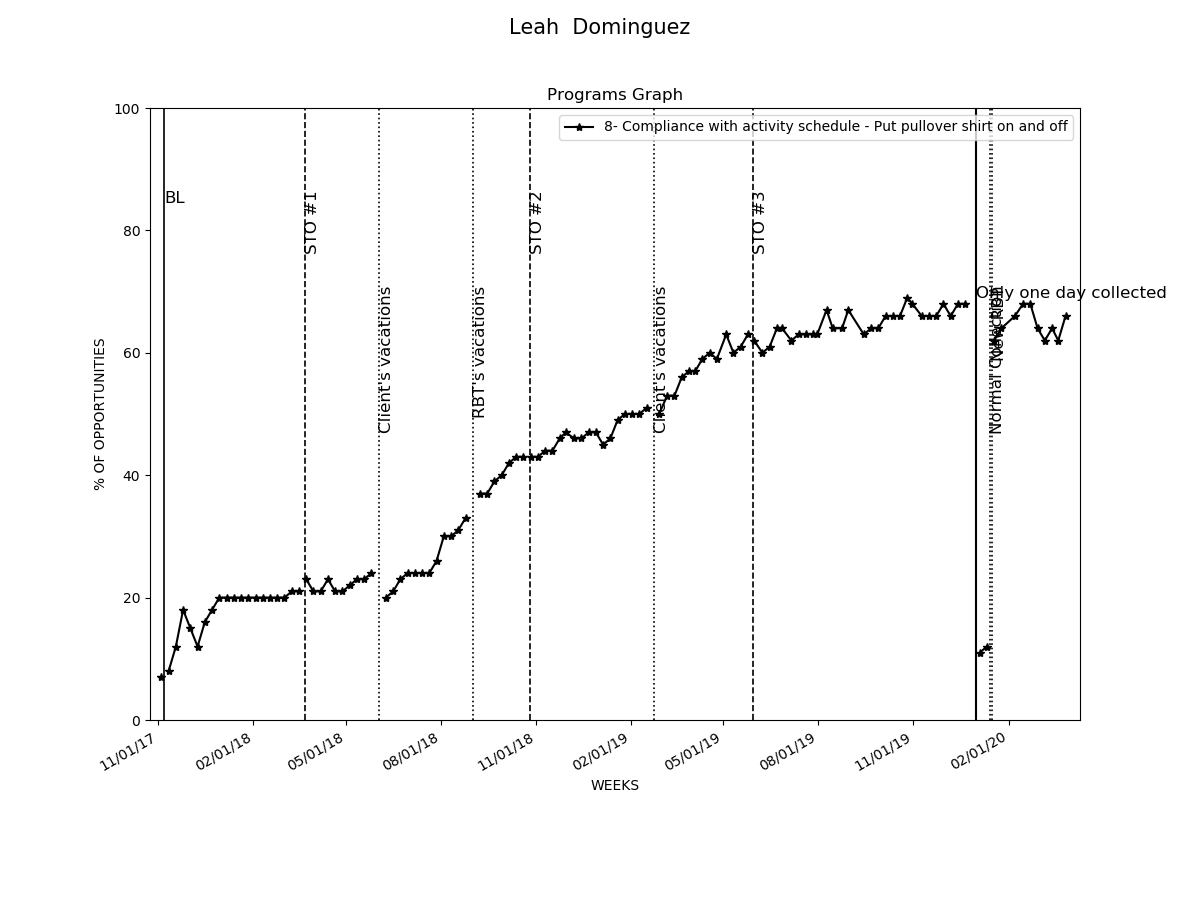 Leah  Dominguez
Programs Graph
8- Compliance with activity schedule - Put pullover shirt on and off
BL
STO #1
Client's vacations
RBT's vacations
STO #2
Client's vacations
STO #3
Only one day collected
Normal
100
80
60
40
20
0
% OF OPPORTUNITIES
11/01/17
02/01/18
05/01/18
08/01/18
11/01/18
02/01/19
05/01/19
08/01/19
11/01/19
02/01/20
WEEKS